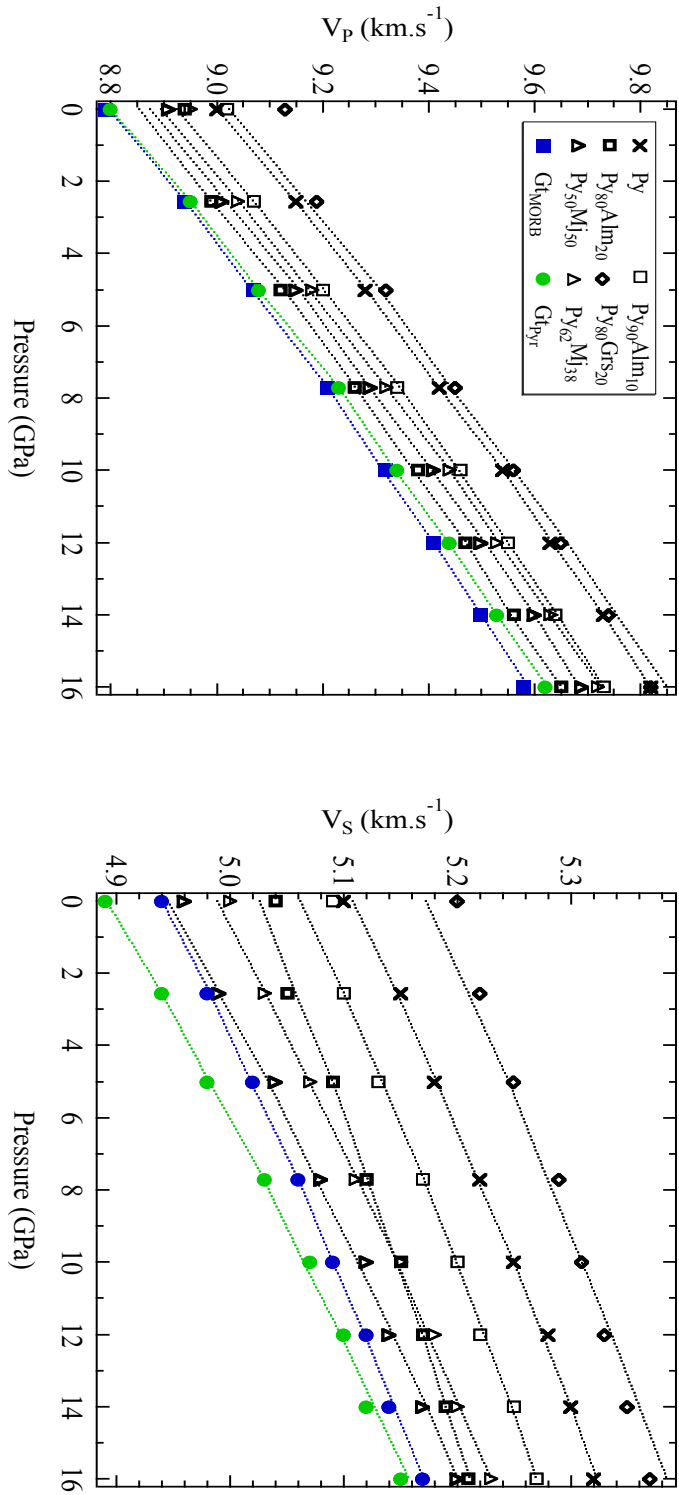 V_P (km.s⁻¹)
9.8
9.6
9.4
9.2
9.0
8.8
0 2 4 6 8 10 12 14 16
Pressure (GPa)
Py Py₉₀Alm₁₀
Py₈₀Alm₂₀ Py₈₀Grs₂₀
Py₅₀Mj₅₀ Py₆₂Mj₃₈
Gt_MORB Gt_Pyr
V_S (km.s⁻¹)
5.3
5.2
5.1
5.0
4.9
0 2 4 6 8 10 12 14 16
Pressure (GPa)